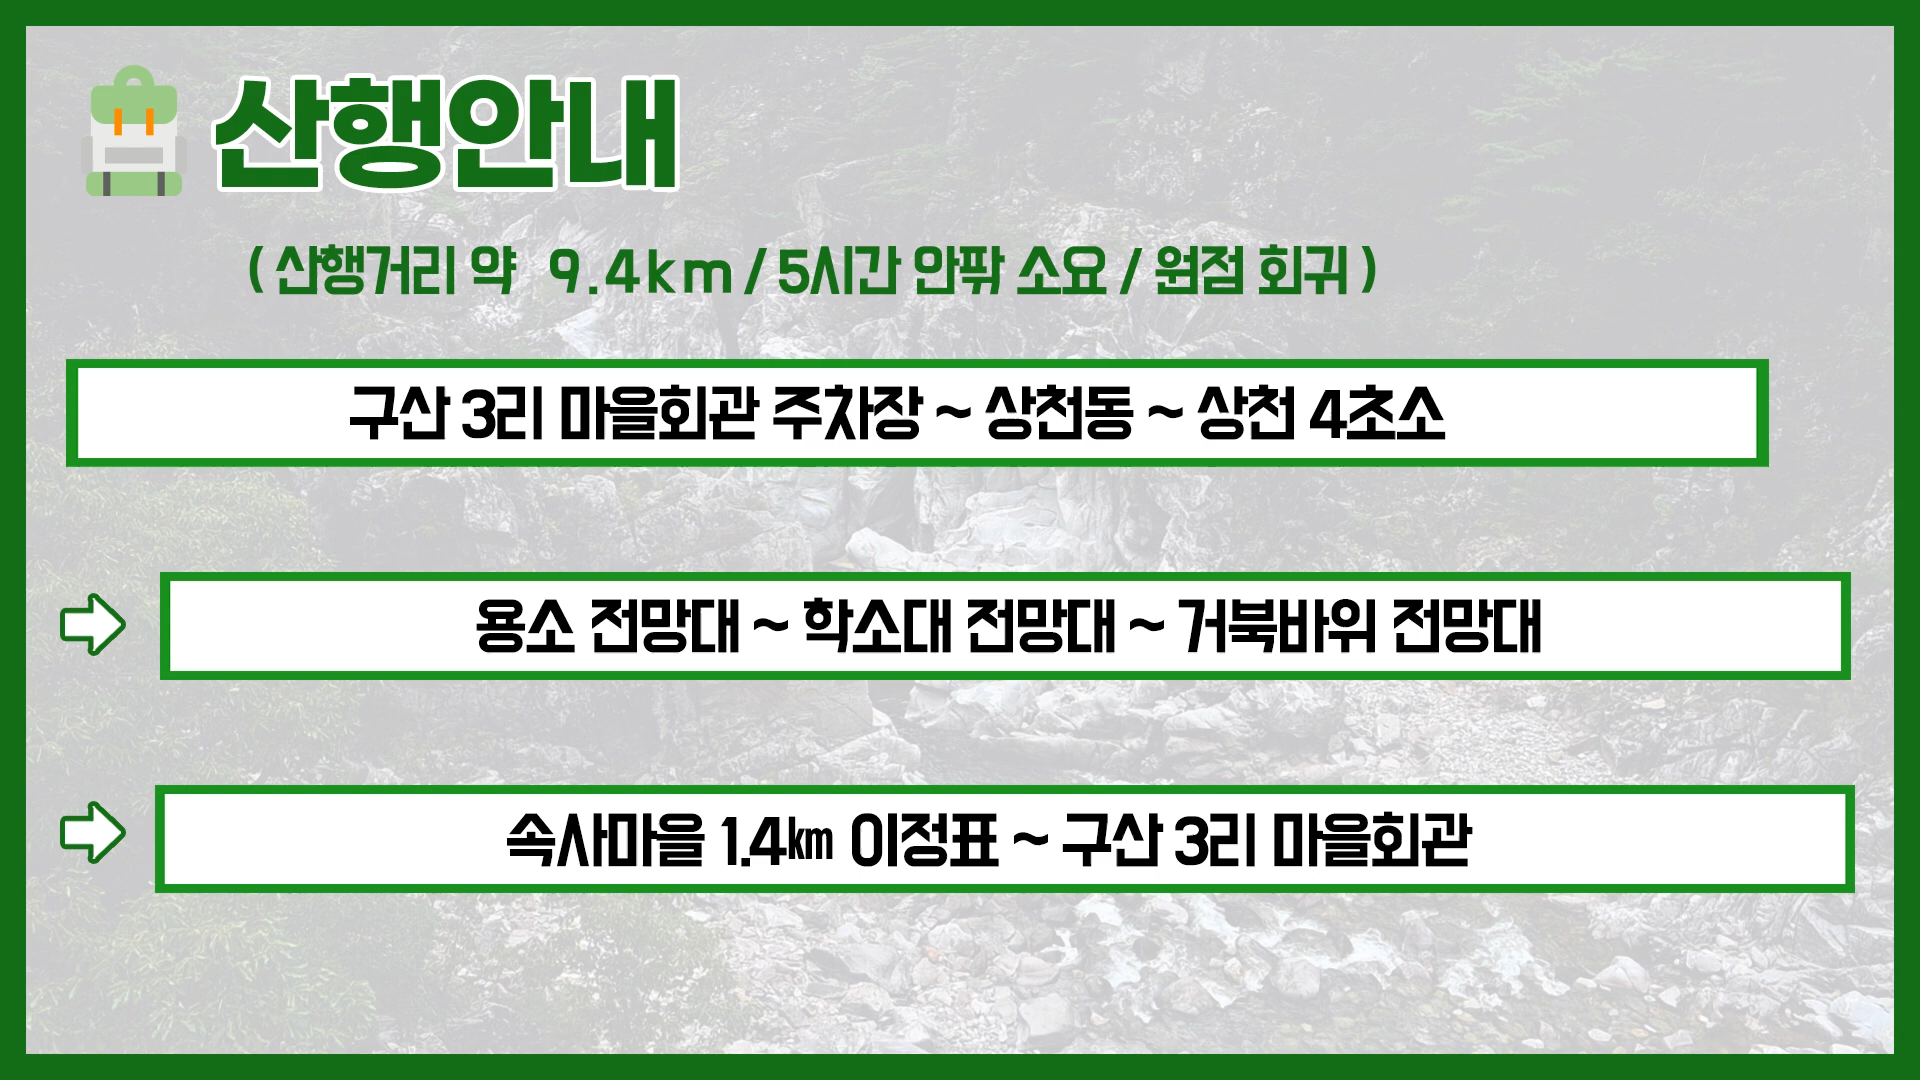 산행안내
(산행거리 약 9.4km/5시간 안팎 소요/원점 회귀)
구산 3리 마을회관 주차장 ~ 상천동 ~ 상천 4초소
용소 전망대 ~ 학소대 전망대 ~ 거북바위 전망대
속사마을 1.4㎞ 이정표 ~ 구산 3리 마을회관